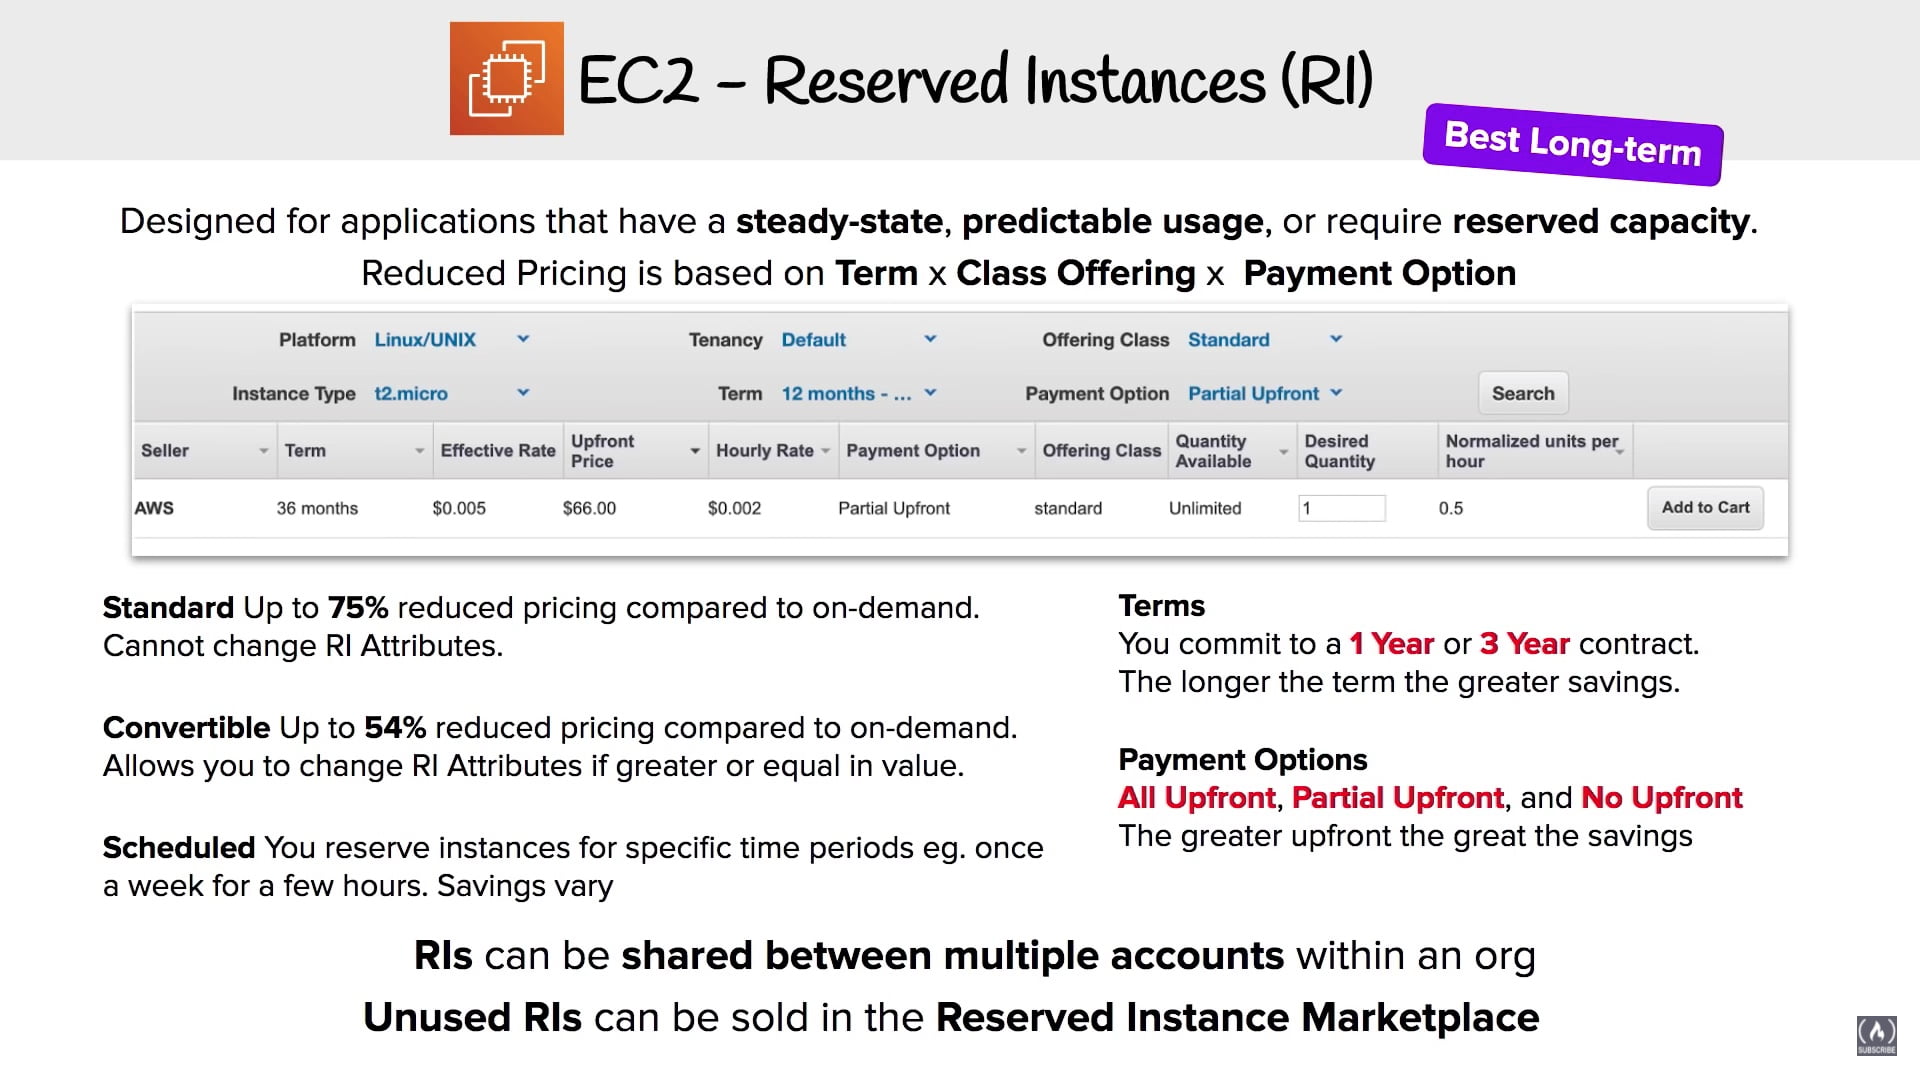 EC2 – Reserved Instances (RI)
Best Long-term
Designed for applications that have a steady-state, predictable usage, or require reserved capacity.
Reduced Pricing is based on Term x Class Offering x Payment Option
Platform Linux/UNIX Tenancy Default Offering Class Standard
Instance Type t2.micro Term 12 months - ... Payment Option Partial Upfront Search
Seller Term Effective Rate Upfront Price Hourly Rate Payment Option Offering Class Quantity Available Desired Quantity Normalized units per hour
AWS 36 months $0.005 $66.00 $0.002 Partial Upfront standard Unlimited 1 0.5 Add to Cart
Standard Up to 75% reduced pricing compared to on-demand.
Cannot change RI Attributes.
Convertible Up to 54% reduced pricing compared to on-demand.
Allows you to change RI Attributes if greater or equal in value.
Scheduled You reserve instances for specific time periods eg. once
a week for a few hours. Savings vary
Terms
You commit to a 1 Year or 3 Year contract.
The longer the term the greater savings.
Payment Options
All Upfront, Partial Upfront, and No Upfront
The greater upfront the great the savings
RIs can be shared between multiple accounts within an org
Unused RIs can be sold in the Reserved Instance Marketplace
SUBSCRIBE